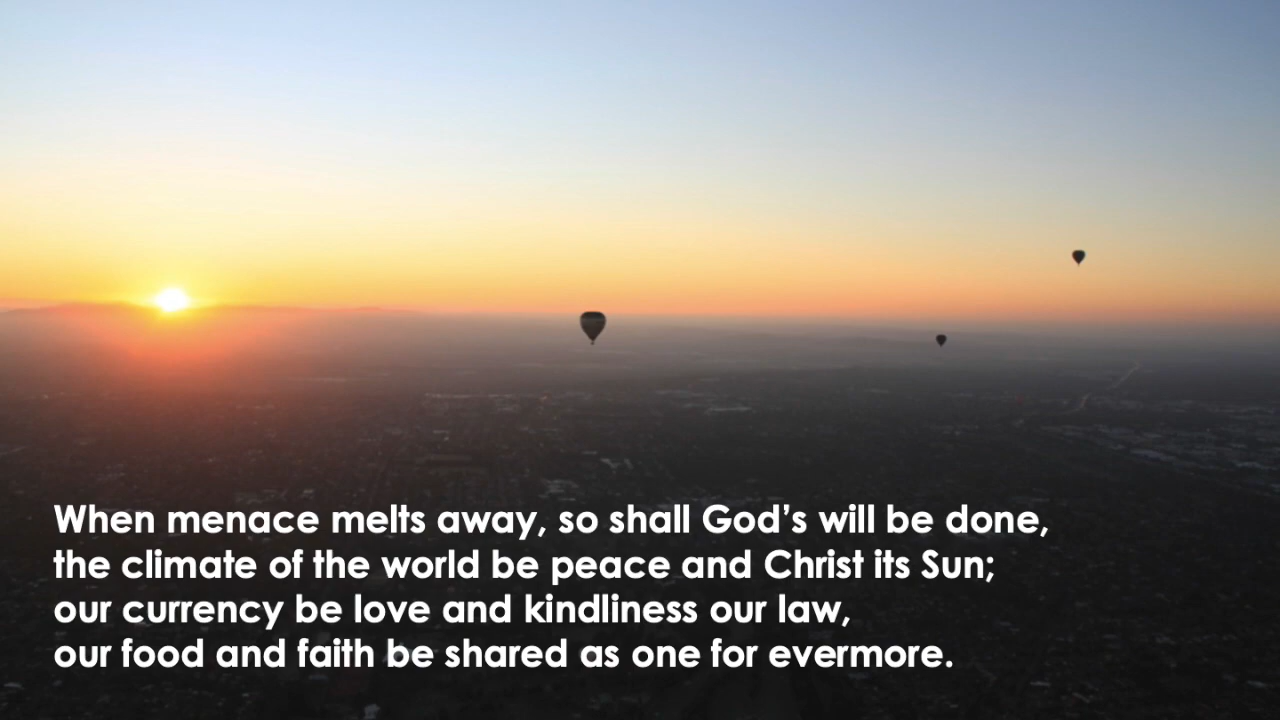 When menace melts away, so shall God’s will be done,
the climate of the world be peace and Christ its Sun;
our currency be love and kindliness our law,
our food and faith be shared as one for evermore.